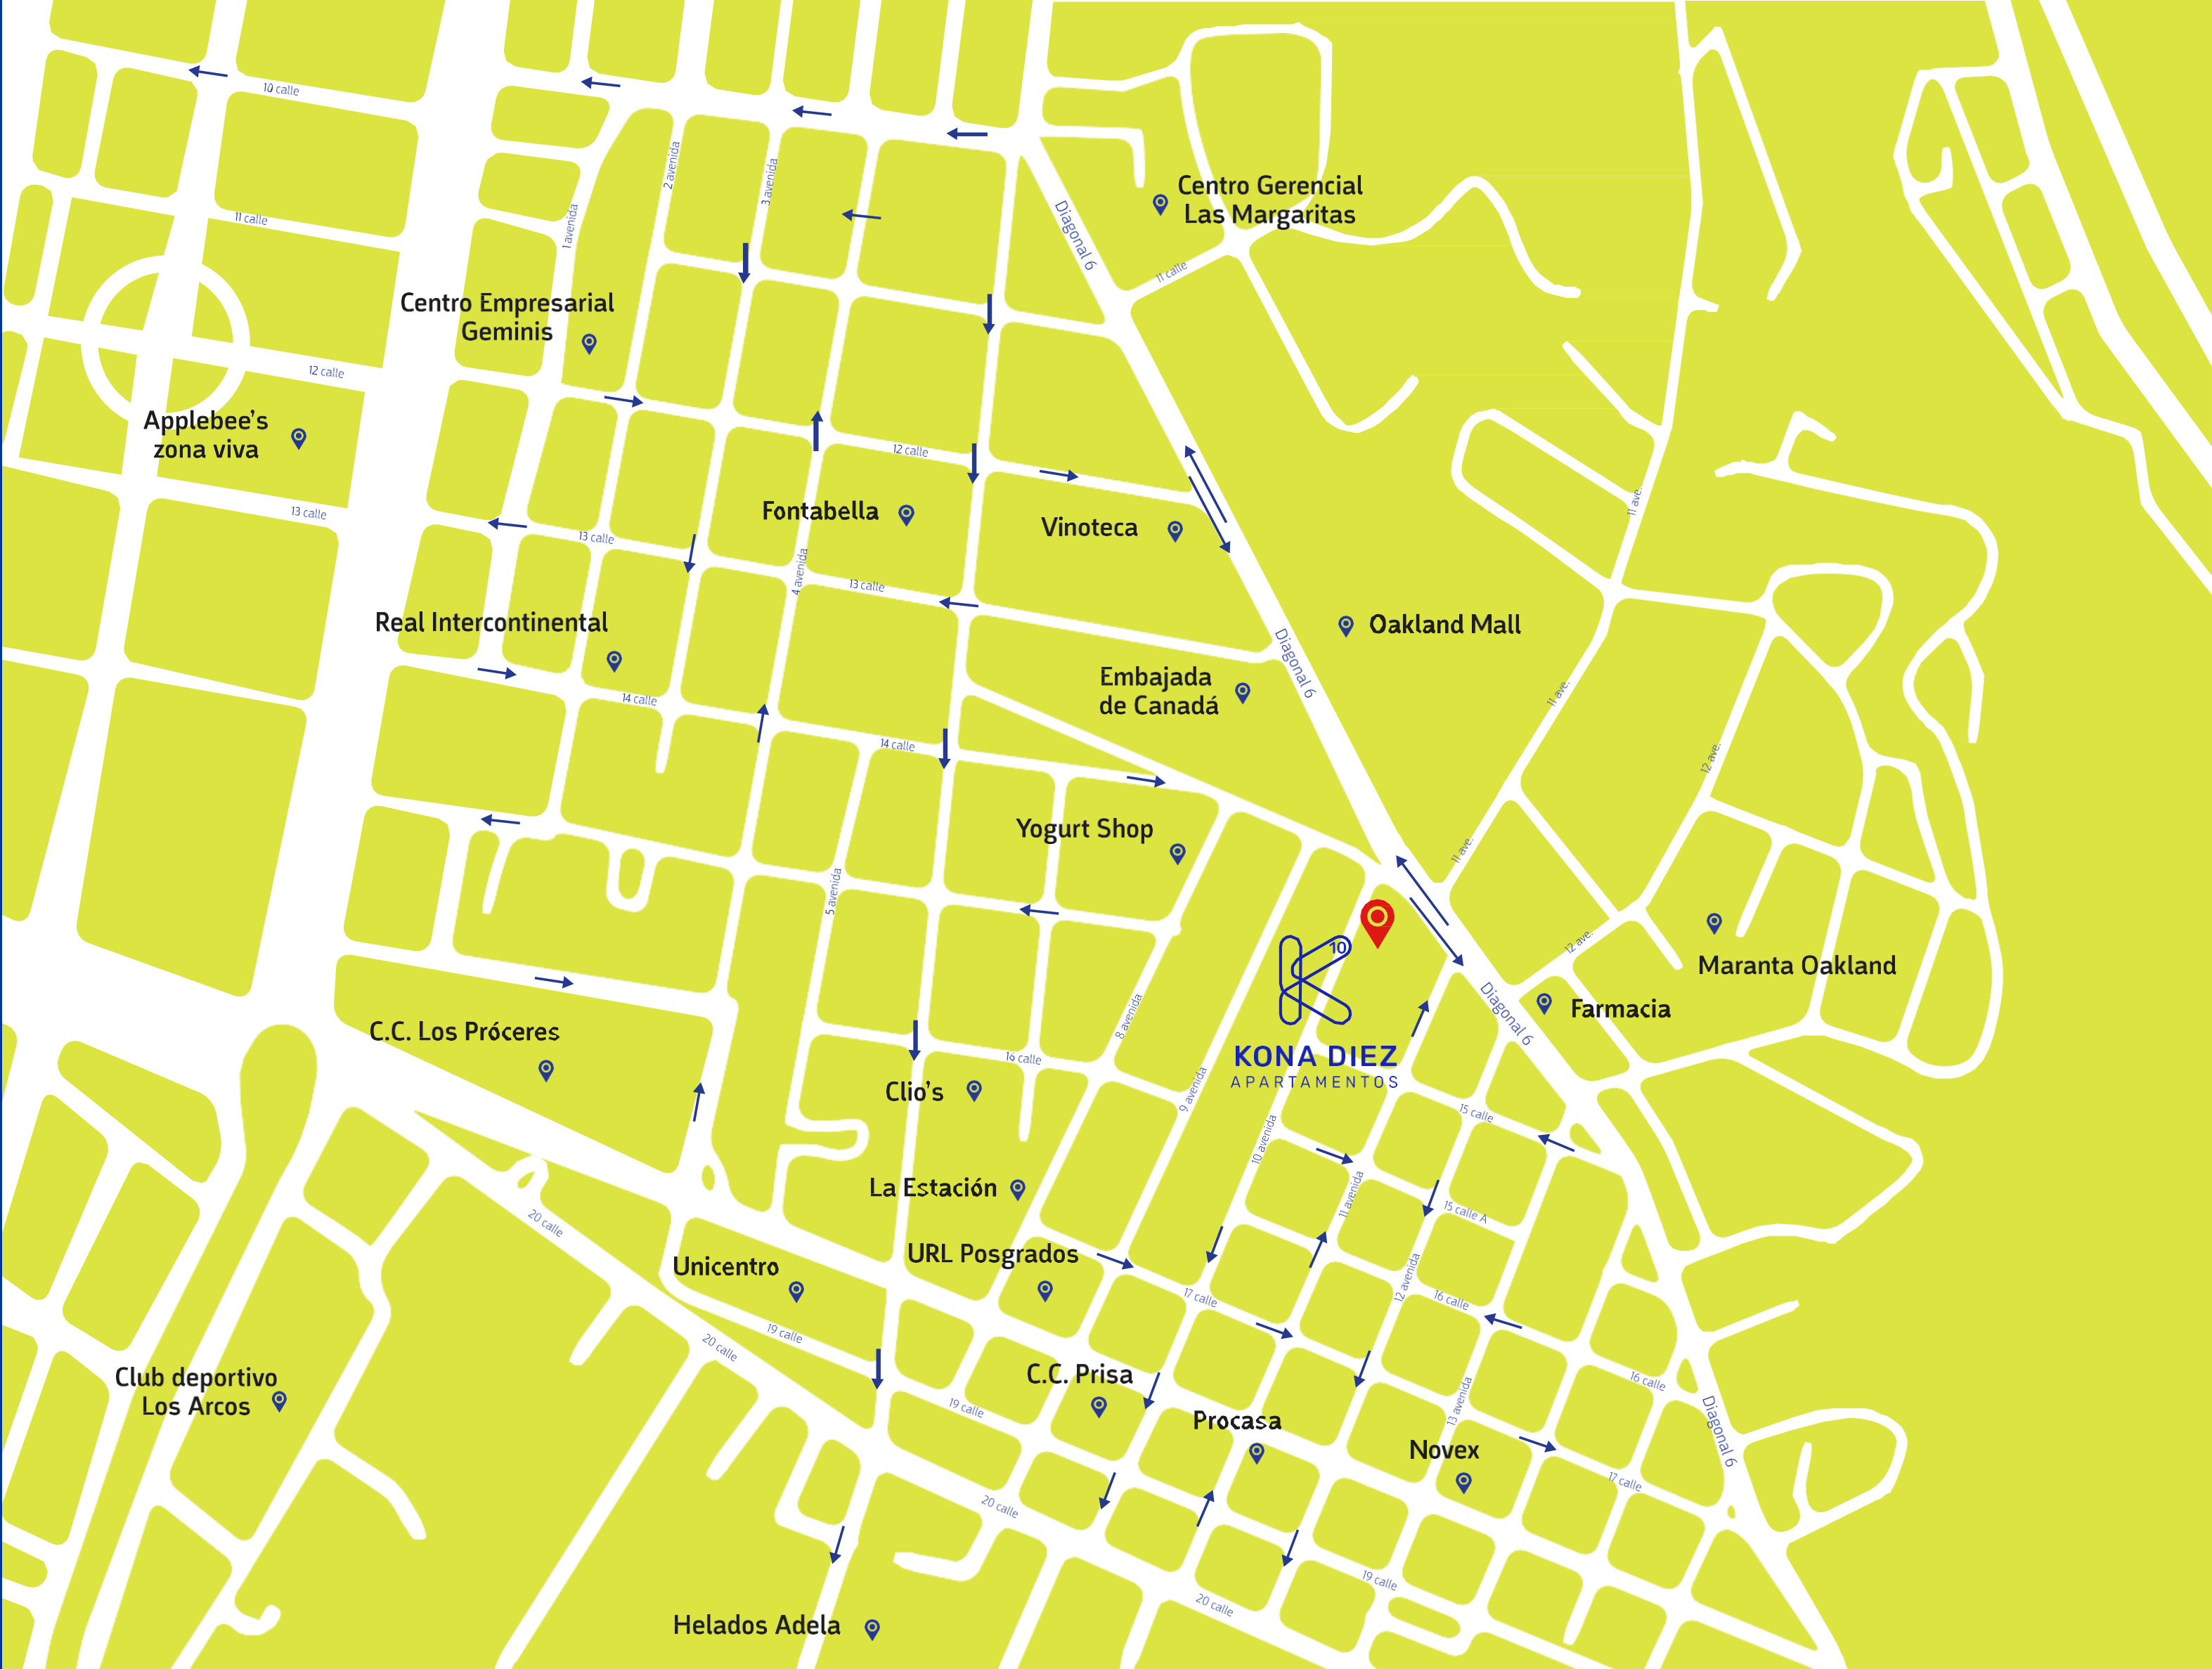 10 calle
2 avenida
3 avenida
Centro Gerencial
Las Margaritas
11 calle
1 avenida
Diagonal 6
11 calle
Centro Empresarial
Geminis
12 calle
Applebee's
zona viva
12 calle
13 calle
Fontabella
Vinoteca
11 ave.
13 calle
4 avenida
13 calle
Real Intercontinental
Oakland Mall
Diagonal 6
Embajada
de Canadá
11 ave.
14 calle
14 calle
12 ave.
Yogurt Shop
11 ave.
5 avenida
10
12 ave.
Maranta Oakland
Farmacia
Diagonal 6
8 avenida
C.C. Los Próceres
KONA DIEZ
APARTAMENTOS
16 calle
Clio's
9 avenida
15 calle
10 avenida
La Estación
11 avenida
15 calle A
20 calle
URL Posgrados
Unicentro
12 avenida
17 calle
16 calle
19 calle
20 calle
C.C. Prisa
Club deportivo
Los Arcos
16 calle
13 avenida
19 calle
Procasa
Diagonal 6
Novex
17 calle
20 calle
19 calle
20 calle
Helados Adela